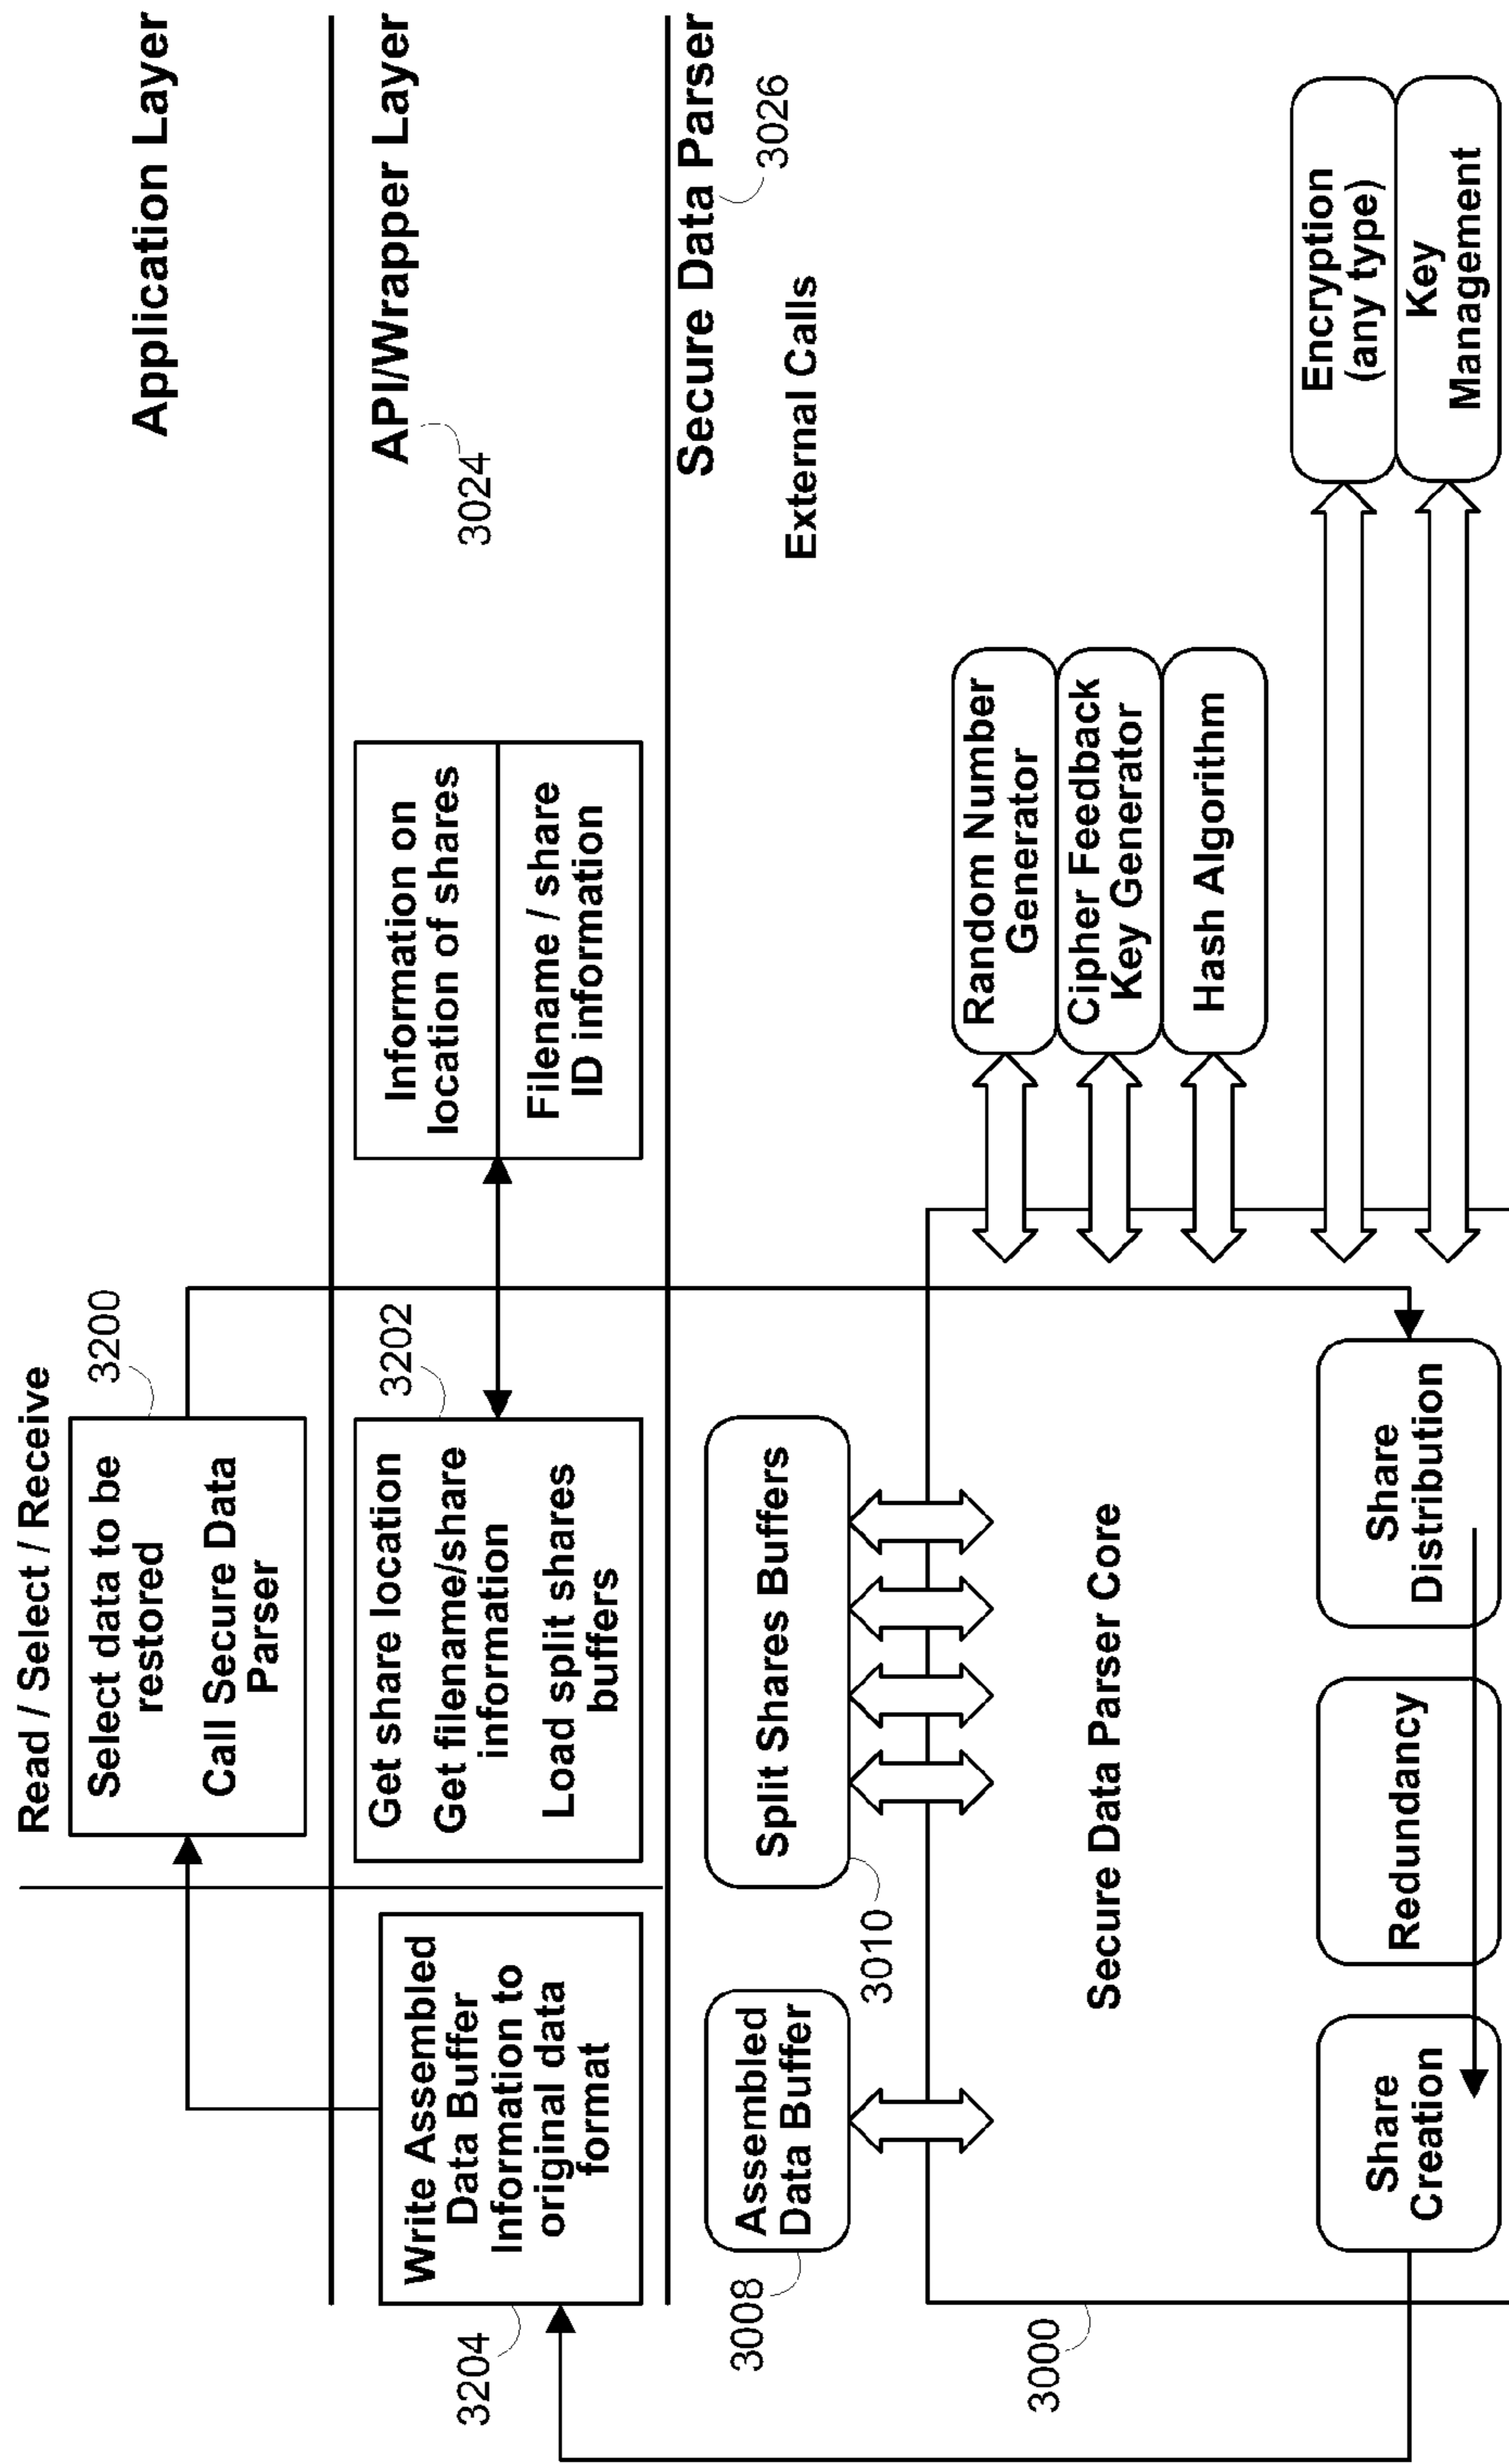 Read / Select / Receive
Application Layer
3200
Select data to be
restored
Call Secure Data
Parser
API/Wrapper Layer
3024
3204
Write Assembled
Data Buffer
Information to
original data
format
3202
Get share location
Get filename/share
information
Load split shares
buffers
Information on
location of shares
Filename / share
ID information
Secure Data Parser
3026
External Calls
3008
Assembled
Data Buffer
Split Shares Buffers
3010
3000
Secure Data Parser Core
Random Number
Generator
Cipher Feedback
Key Generator
Hash Algorithm
Share
Creation
Redundancy
Share
Distribution
Encryption
(any type)
Key
Management